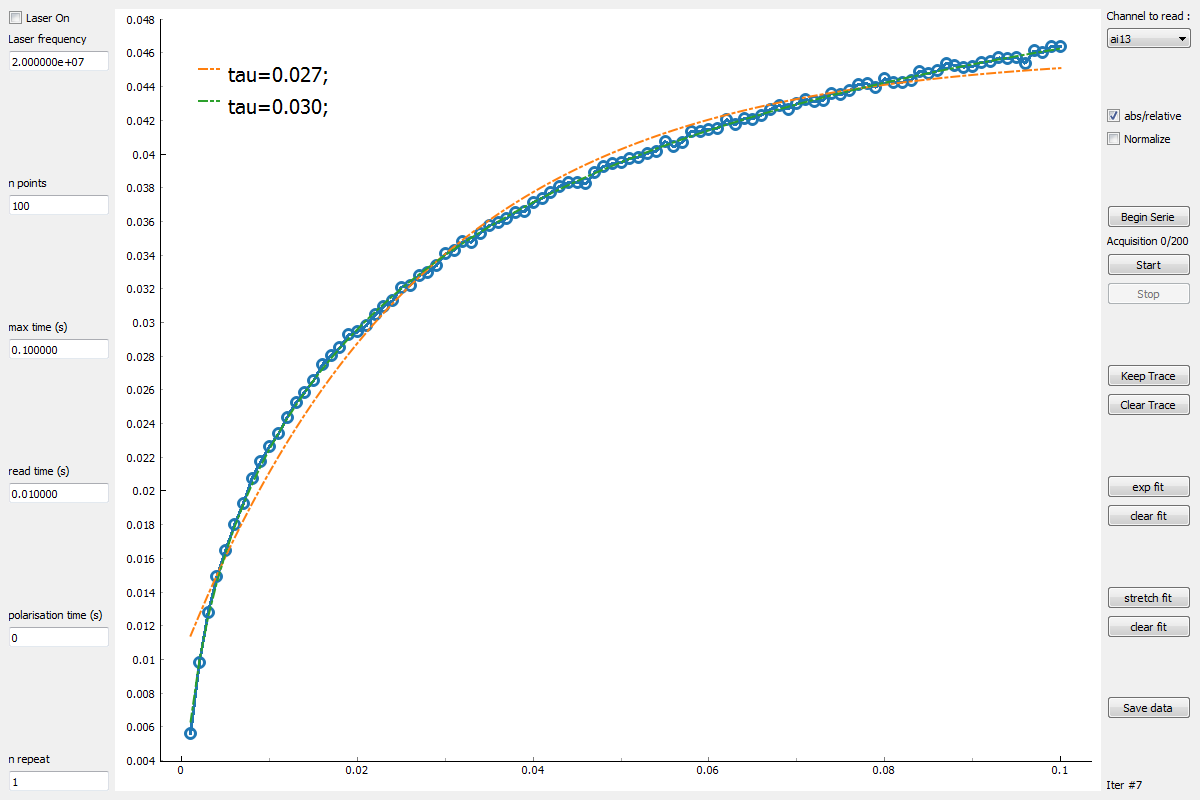 Laser On
Laser frequency
2.000000e+07
n points
100
max time (s)
0.100000
read time (s)
0.010000
polarisation time (s)
0
n repeat
1
0.048
0.046
0.044
0.042
0.04
0.038
0.036
0.034
0.032
0.03
0.028
0.026
0.024
0.022
0.02
0.018
0.016
0.014
0.012
0.01
0.008
0.006
0.004
tau=0.027;
tau=0.030;
0
0.02
0.04
0.06
0.08
0.1
Channel to read :
ai13
abs/relative
Normalize
Begin Serie
Acquisition 0/200
Start
Stop
Keep Trace
Clear Trace
exp fit
clear fit
stretch fit
clear fit
Save data
Iter #7